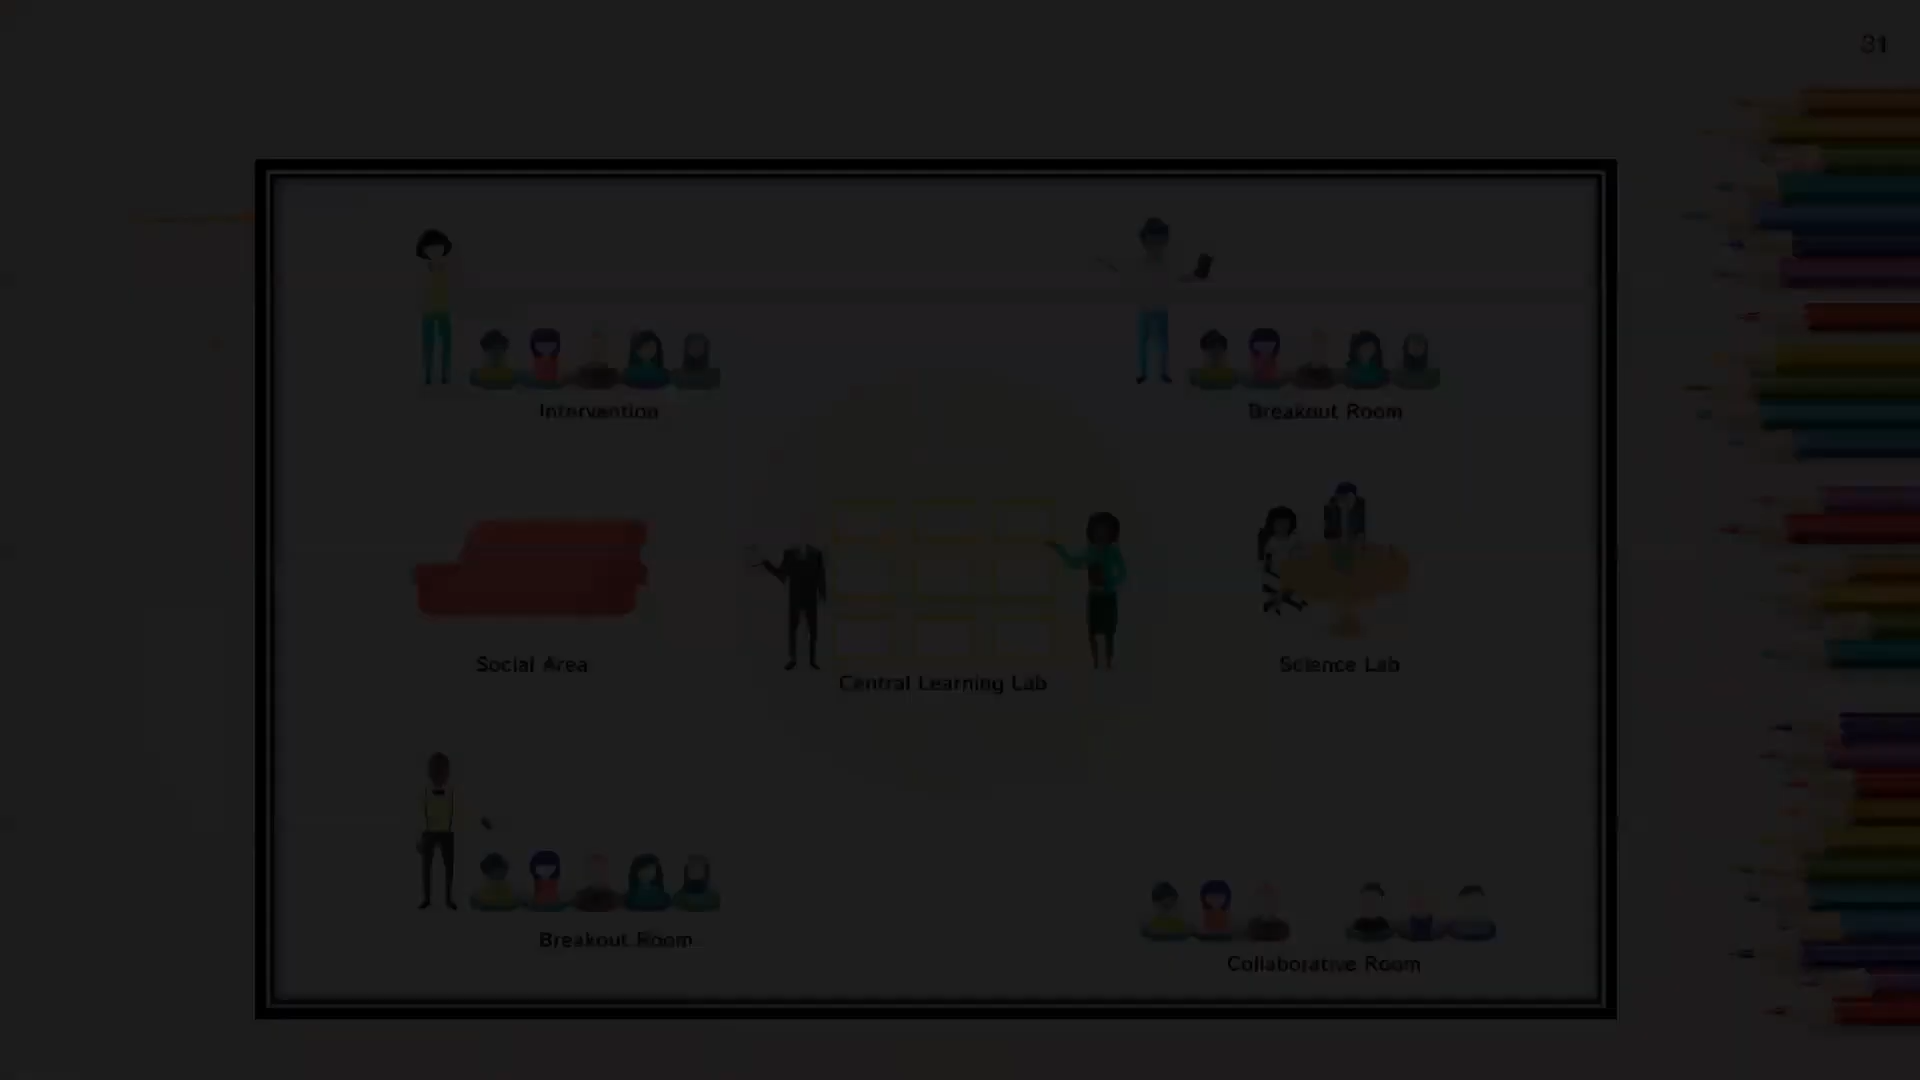 31
Intervention
Breakout Room
Social Area
Central Learning Lab
Science Lab
Breakout Room
Collaborative Room